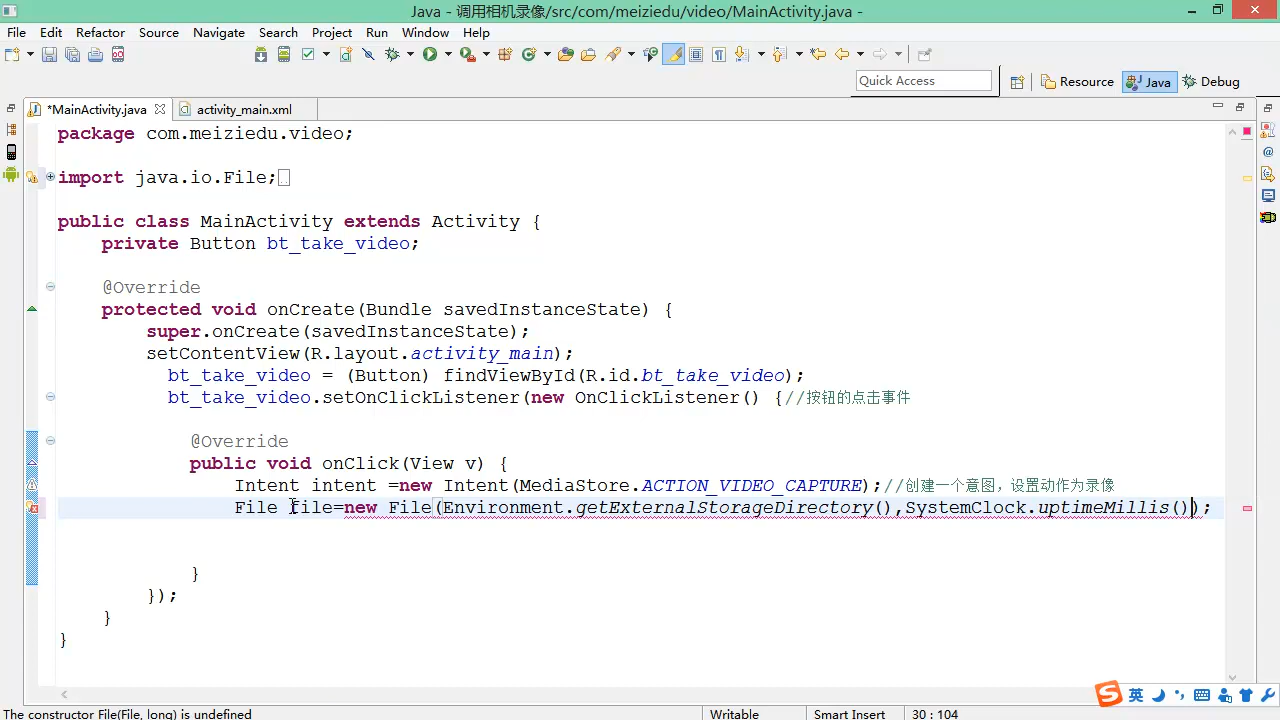 Java - 调用相机录像/src/com/meiziedu/video/MainActivity.java -
File Edit Refactor Source Navigate Search Project Run Window Help
Quick Access
Resource Java Debug
*MainActivity.java activity_main.xml
package com.meiziedu.video;
import java.io.File;
public class MainActivity extends Activity {
private Button bt_take_video;
@Override
protected void onCreate(Bundle savedInstanceState) {
super.onCreate(savedInstanceState);
setContentView(R.layout.activity_main);
bt_take_video = (Button) findViewById(R.id.bt_take_video);
bt_take_video.setOnClickListener(new OnClickListener() {//按钮的点击事件
@Override
public void onClick(View v) {
Intent intent =new Intent(MediaStore.ACTION_VIDEO_CAPTURE);//创建一个意图，设置动作为录像
File file=new File(Environment.getExternalStorageDirectory(),SystemClock.uptimeMillis());
}
});
}
}
英
The constructor File(File, long) is undefined
Writable
Smart Insert
30 : 104